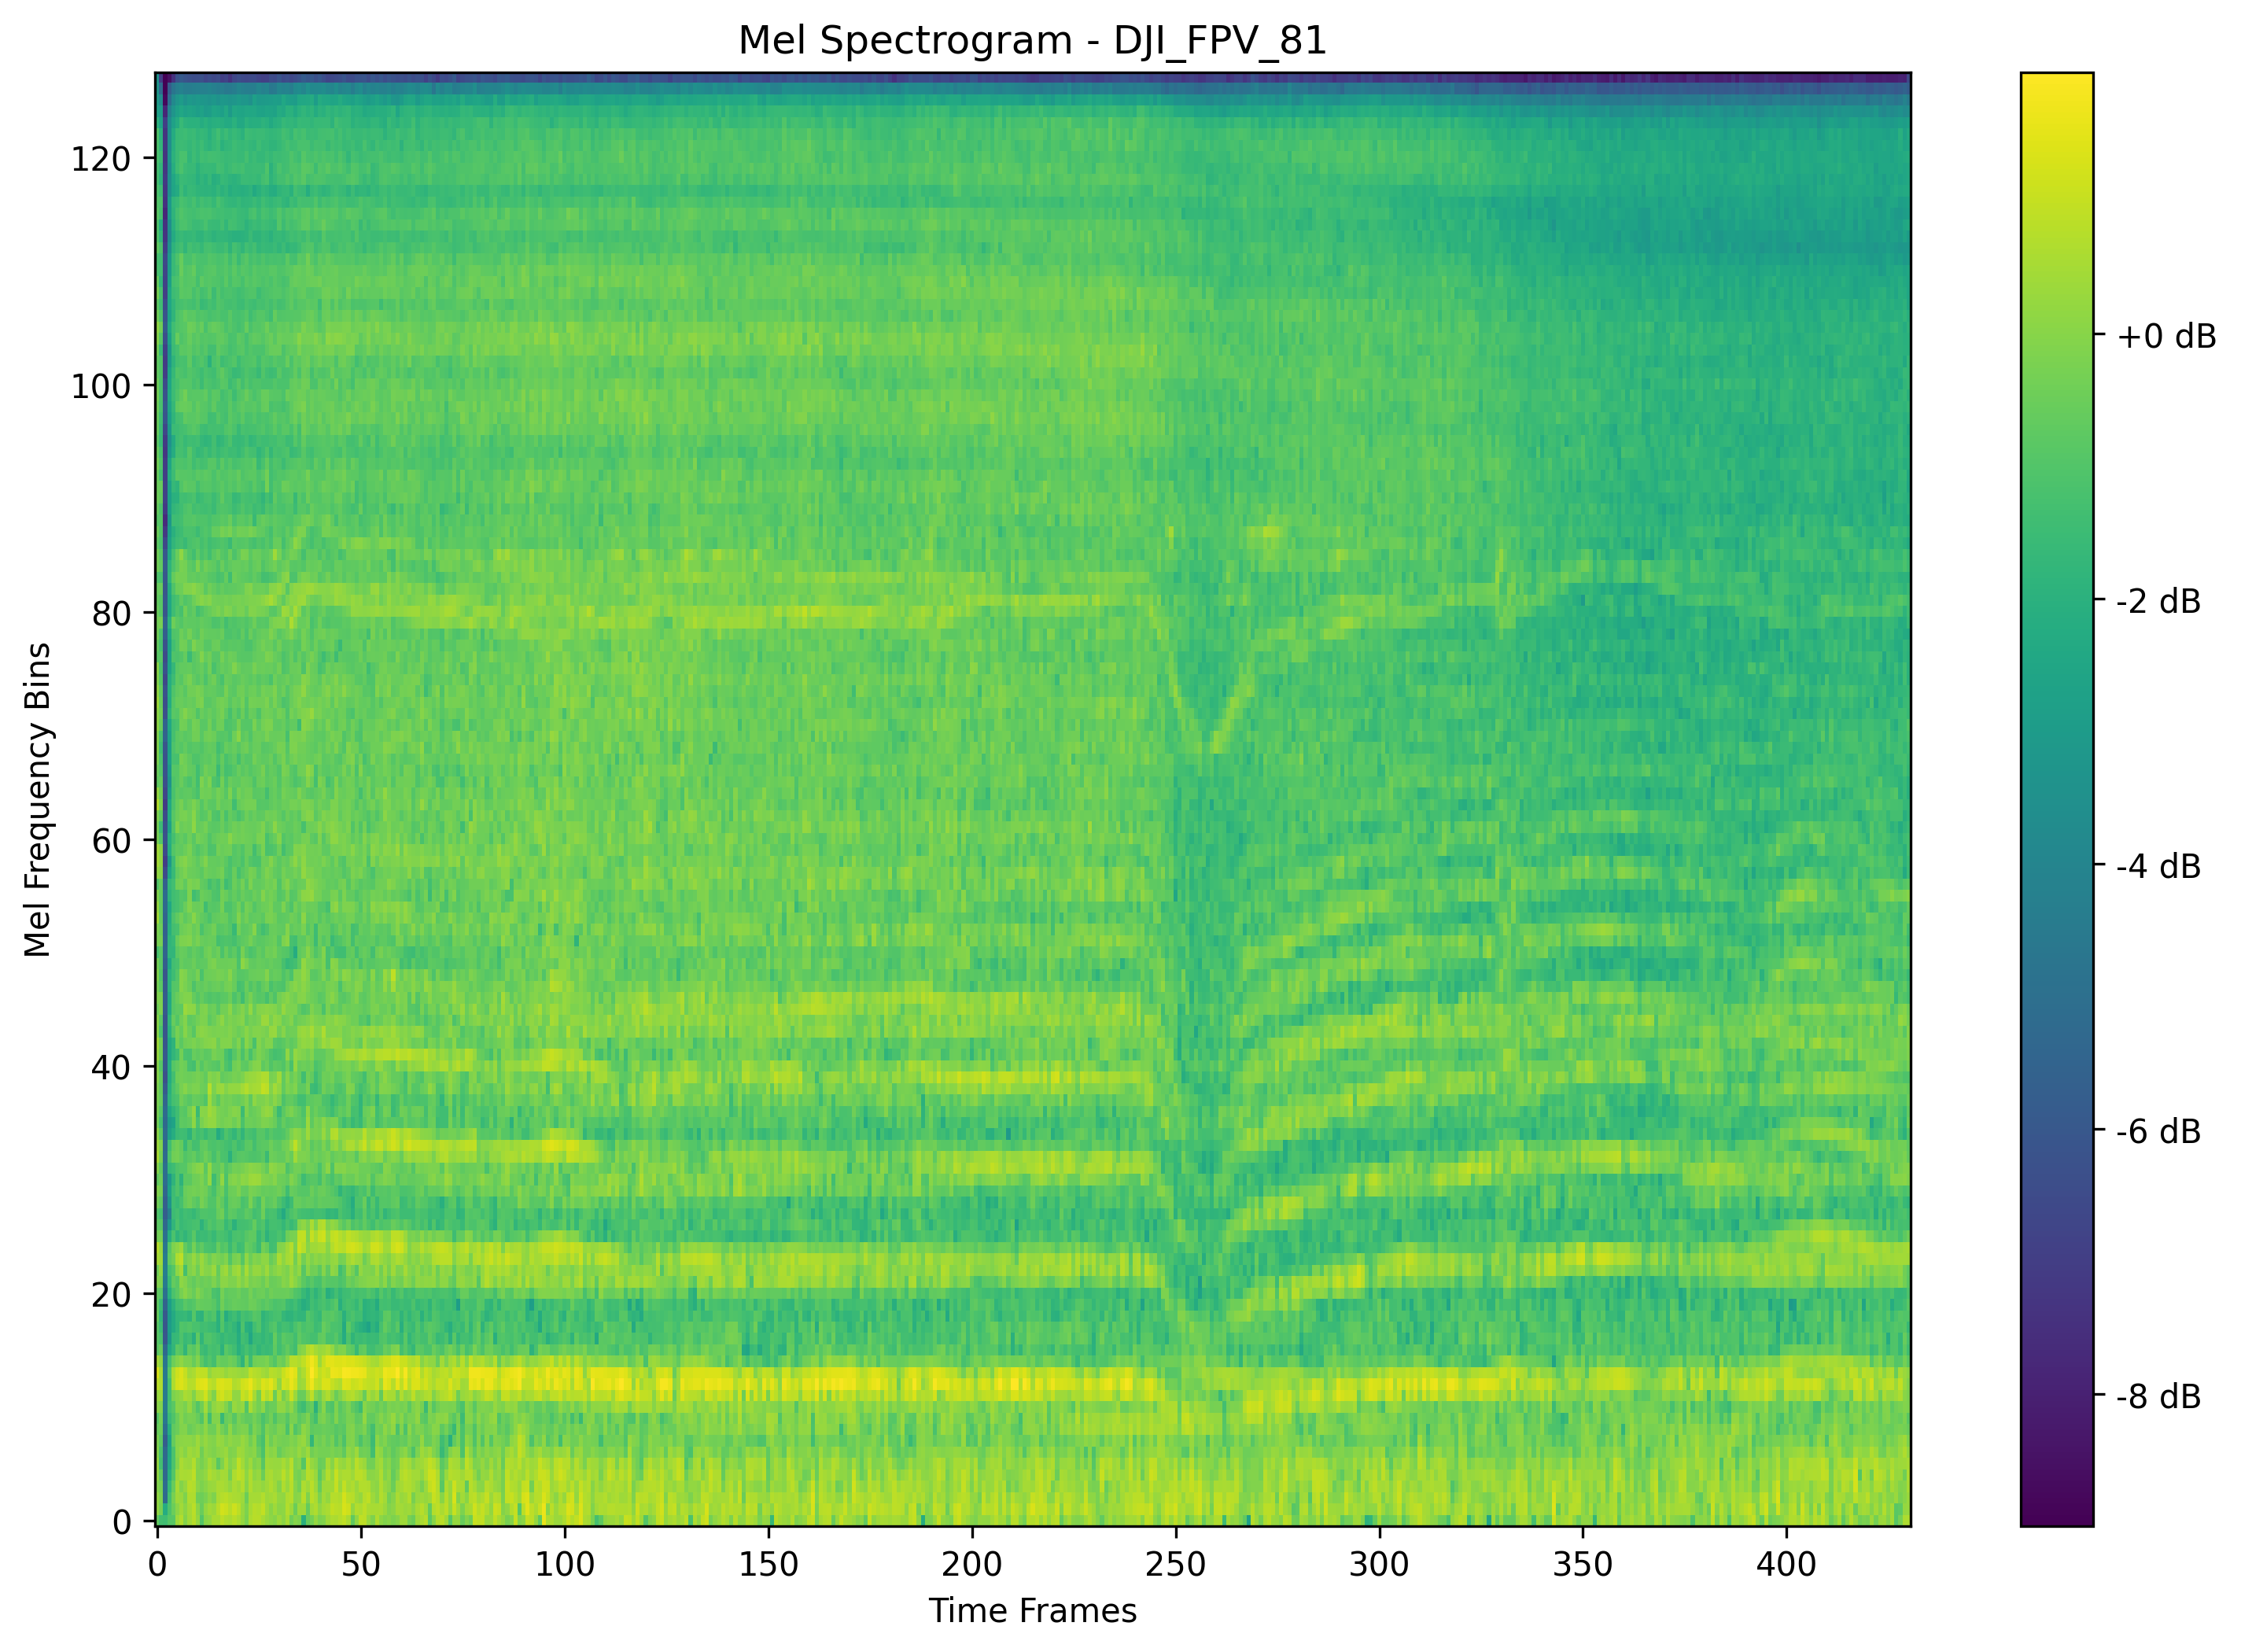 Mel Spectrogram - DJI_FPV_81
Mel Frequency Bins
120
100
80
60
40
20
0
0 50 100 150 200 250 300 350 400
Time Frames
+0 dB
-2 dB
-4 dB
-6 dB
-8 dB